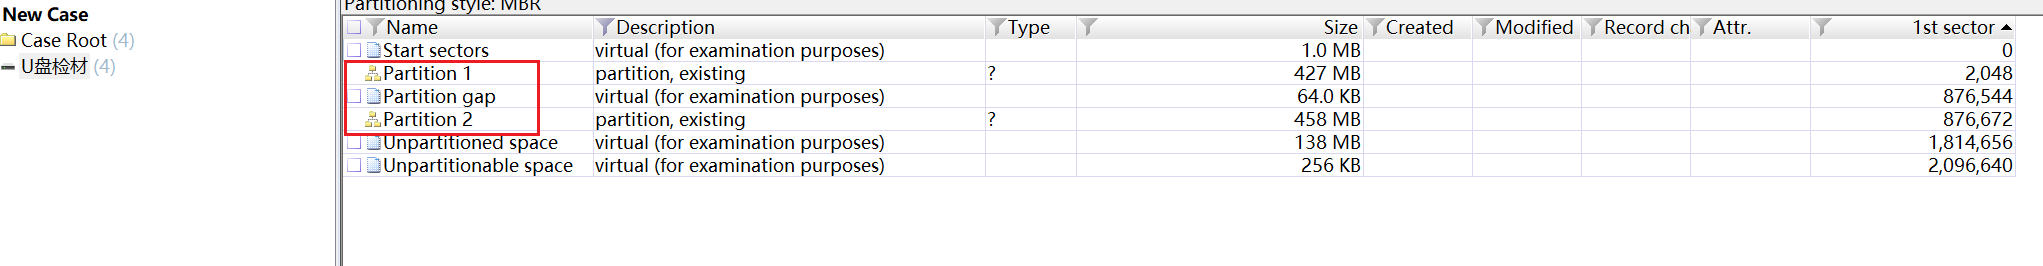 Partitioning style: MBR
New Case
Case Root (4)
U盘检材 (4)
Name Description Type Size Created Modified Record ch Attr. 1st sector
Start sectors virtual (for examination purposes) 1.0 MB 0
Partition 1 partition, existing ? 427 MB 2,048
Partition gap virtual (for examination purposes) 64.0 KB 876,544
Partition 2 partition, existing ? 458 MB 876,672
Unpartitioned space virtual (for examination purposes) 138 MB 1,814,656
Unpartitionable space virtual (for examination purposes) 256 KB 2,096,640